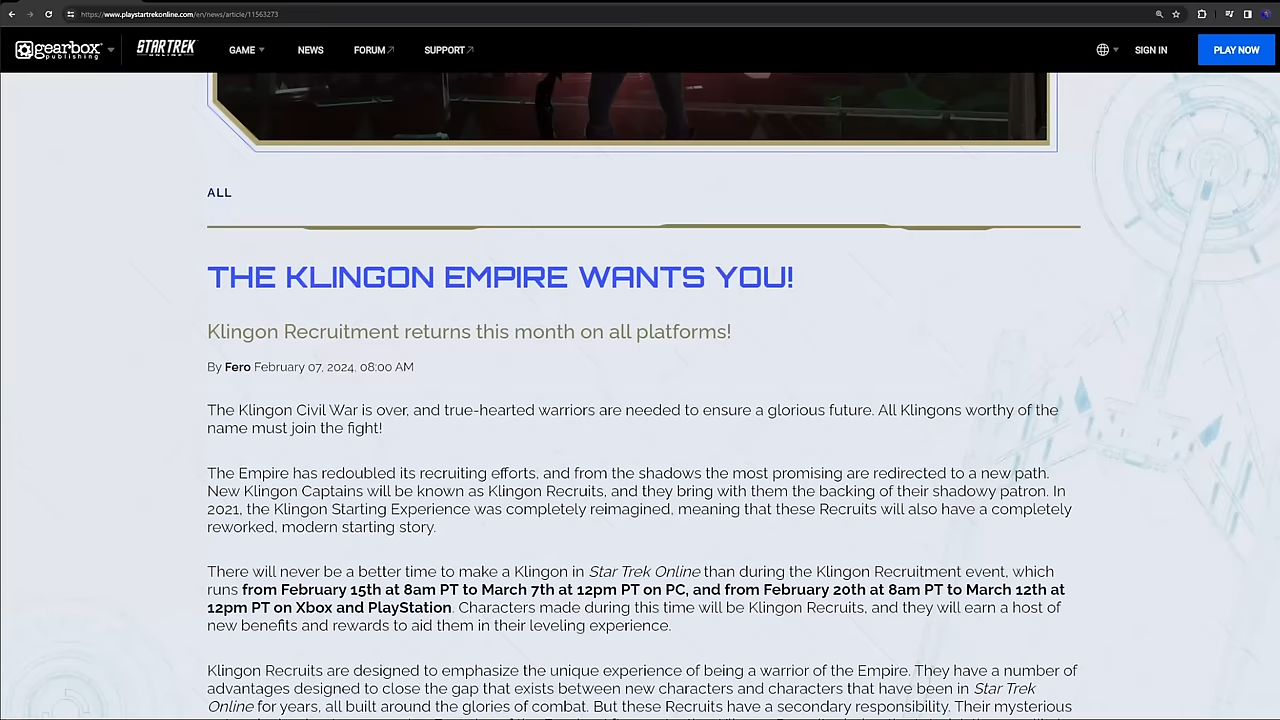 https://www.playstartrekonline.com/en/news/article/11563273
gearbox publishing
STAR TREK ONLINE
GAME
NEWS
FORUM
SUPPORT
SIGN IN
PLAY NOW
ALL
THE KLINGON EMPIRE WANTS YOU!
Klingon Recruitment returns this month on all platforms!
By Fero February 07, 2024, 08:00 AM
The Klingon Civil War is over, and true-hearted warriors are needed to ensure a glorious future. All Klingons worthy of the
name must join the fight!
The Empire has redoubled its recruiting efforts, and from the shadows the most promising are redirected to a new path.
New Klingon Captains will be known as Klingon Recruits, and they bring with them the backing of their shadowy patron. In
2021, the Klingon Starting Experience was completely reimagined, meaning that these Recruits will also have a completely
reworked, modern starting story.
There will never be a better time to make a Klingon in Star Trek Online than during the Klingon Recruitment event, which
runs from February 15th at 8am PT to March 7th at 12pm PT on PC, and from February 20th at 8am PT to March 12th at
12pm PT on Xbox and PlayStation. Characters made during this time will be Klingon Recruits, and they will earn a host of
new benefits and rewards to aid them in their leveling experience.
Klingon Recruits are designed to emphasize the unique experience of being a warrior of the Empire. They have a number of
advantages designed to close the gap that exists between new characters and characters that have been in Star Trek
Online for years, all built around the glories of combat. But these Recruits have a secondary responsibility. Their mysterious